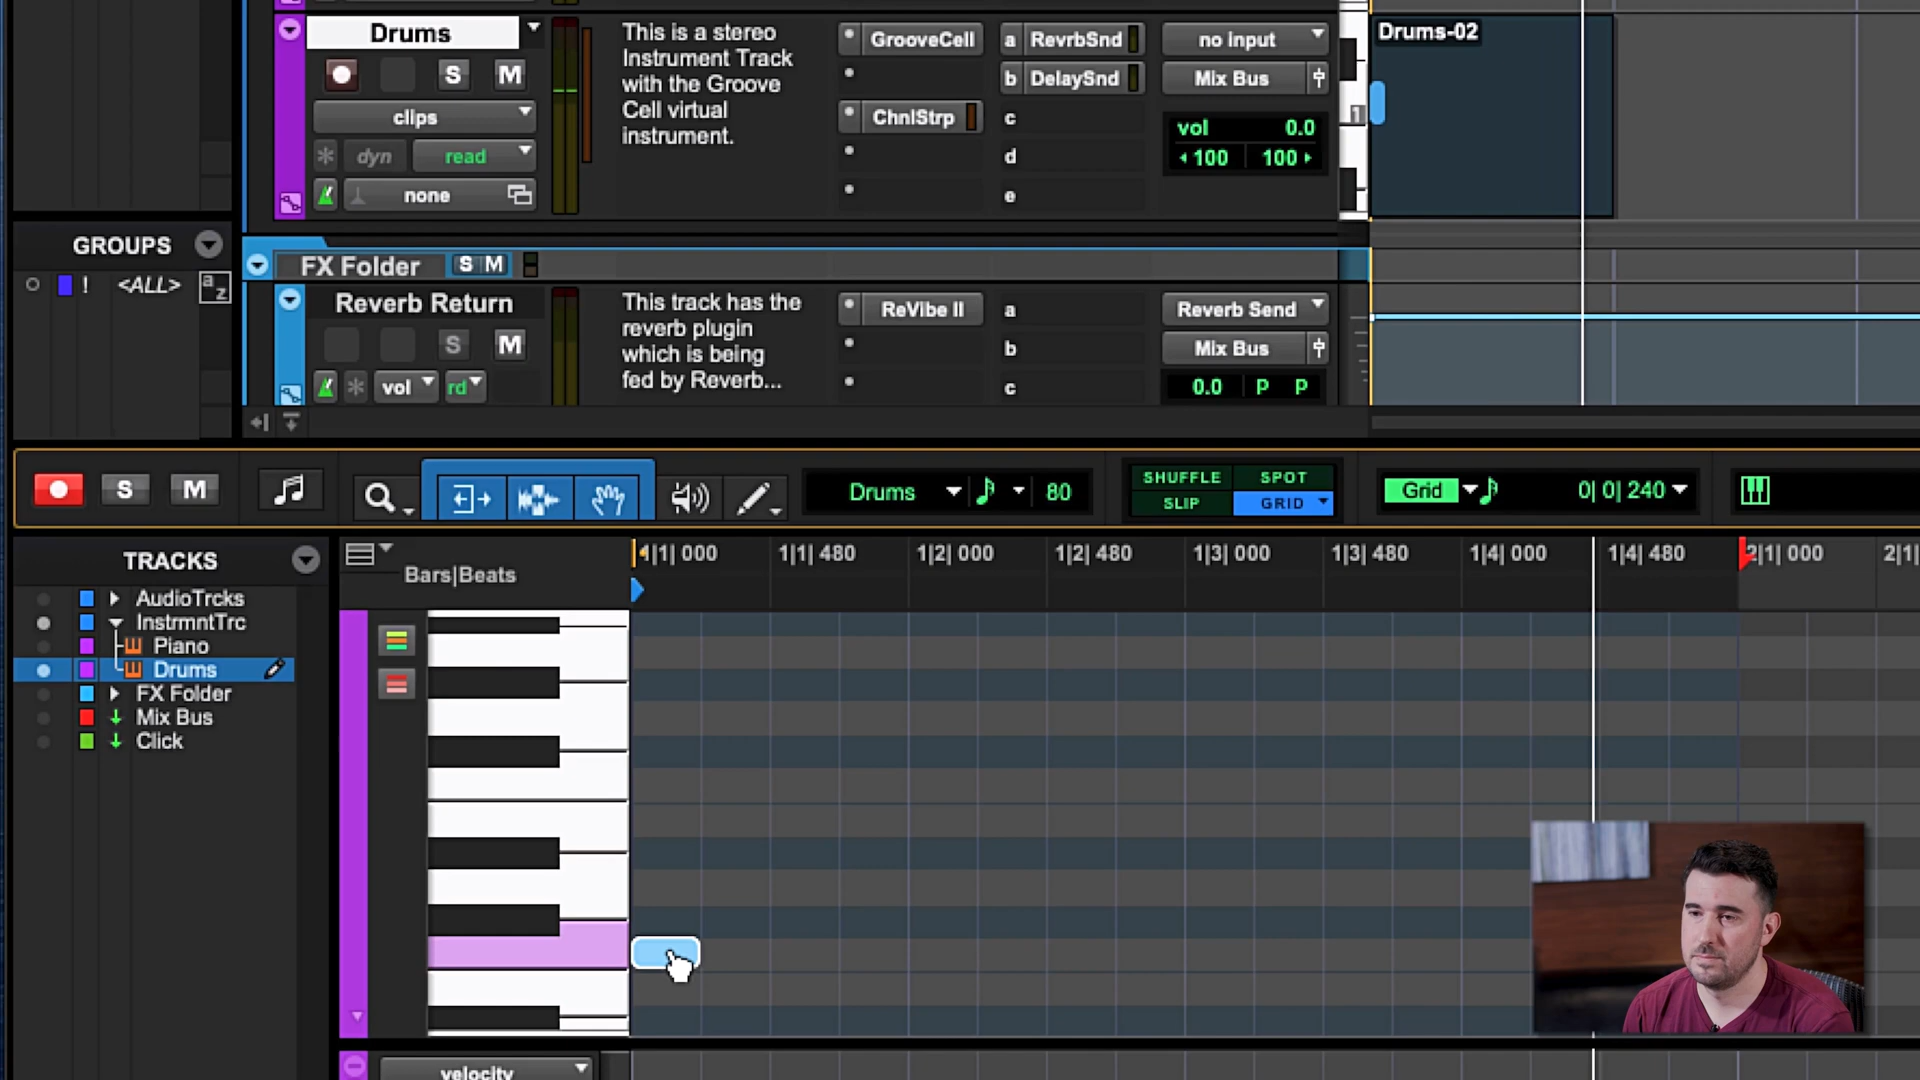 Drums
S M
clips
dyn read
none
This is a stereo
Instrument Track
with the Groove
Cell virtual
instrument.
GrooveCell
ChnlStrp
a RevrbSnd
b DelaySnd
c
d
e
no input
Mix Bus
vol 0.0
100 100
1
Drums-02
GROUPS
! <ALL> a z
FX Folder S M
Reverb Return
S M
vol rd
This track has the
reverb plugin
which is being
fed by Reverb...
ReVibe II
a
b
c
Reverb Send
Mix Bus
0.0 P P
S M
Drums 80
SHUFFLE SPOT
SLIP GRID
Grid 0| 0| 240
TRACKS
AudioTrcks
InstrmntTrc
Piano
Drums
FX Folder
Mix Bus
Click
Bars|Beats
1|1| 000 1|1| 480 1|2| 000 1|2| 480 1|3| 000 1|3| 480 1|4| 000 1|4| 480 2|1| 000 2|1|
velocity